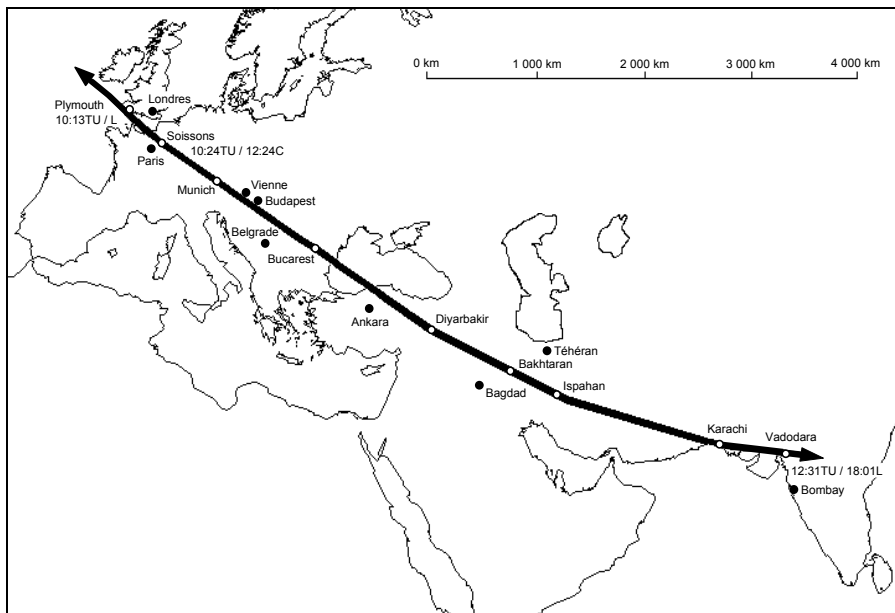 0 km
1 000 km
2 000 km
3 000 km
4 000 km
Londres
Plymouth
10:13TU / L
Soissons
10:24TU / 12:24C
Paris
Munich
Vienne
Budapest
Belgrade
Bucarest
Ankara
Diyarbakir
Téhéran
Bakhtaran
Bagdad
Ispahan
Karachi
Vadodara
12:31TU / 18:01L
Bombay